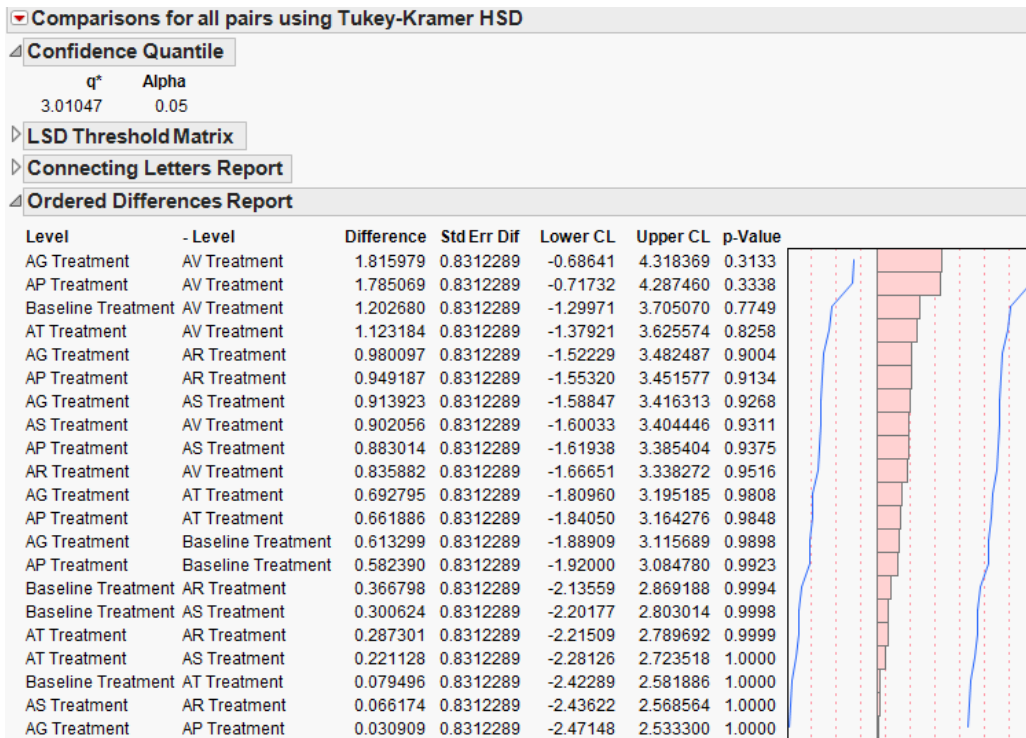 Comparisons for all pairs using Tukey-Kramer HSD
Confidence Quantile
q* Alpha
3.01047 0.05
LSD Threshold Matrix
Connecting Letters Report
Ordered Differences Report
Level - Level Difference Std Err Dif Lower CL Upper CL p-Value
AG Treatment AV Treatment 1.815979 0.8312289 -0.68641 4.318369 0.3133
AP Treatment AV Treatment 1.785069 0.8312289 -0.71732 4.287460 0.3338
Baseline Treatment AV Treatment 1.202680 0.8312289 -1.29971 3.705070 0.7749
AT Treatment AV Treatment 1.123184 0.8312289 -1.37921 3.625574 0.8258
AG Treatment AR Treatment 0.980097 0.8312289 -1.52229 3.482487 0.9004
AP Treatment AR Treatment 0.949187 0.8312289 -1.55320 3.451577 0.9134
AG Treatment AS Treatment 0.913923 0.8312289 -1.58847 3.416313 0.9268
AS Treatment AV Treatment 0.902056 0.8312289 -1.60033 3.404446 0.9311
AP Treatment AS Treatment 0.883014 0.8312289 -1.61938 3.385404 0.9375
AR Treatment AV Treatment 0.835882 0.8312289 -1.66651 3.338272 0.9516
AG Treatment AT Treatment 0.692795 0.8312289 -1.80960 3.195185 0.9808
AP Treatment AT Treatment 0.661886 0.8312289 -1.84050 3.164276 0.9848
AG Treatment Baseline Treatment 0.613299 0.8312289 -1.88909 3.115689 0.9898
AP Treatment Baseline Treatment 0.582390 0.8312289 -1.92000 3.084780 0.9923
Baseline Treatment AR Treatment 0.366798 0.8312289 -2.13559 2.869188 0.9994
Baseline Treatment AS Treatment 0.300624 0.8312289 -2.20177 2.803014 0.9998
AT Treatment AR Treatment 0.287301 0.8312289 -2.21509 2.789692 0.9999
AT Treatment AS Treatment 0.221128 0.8312289 -2.28126 2.723518 1.0000
Baseline Treatment AT Treatment 0.079496 0.8312289 -2.42289 2.581886 1.0000
AS Treatment AR Treatment 0.066174 0.8312289 -2.43622 2.568564 1.0000
AG Treatment AP Treatment 0.030909 0.8312289 -2.47148 2.533300 1.0000